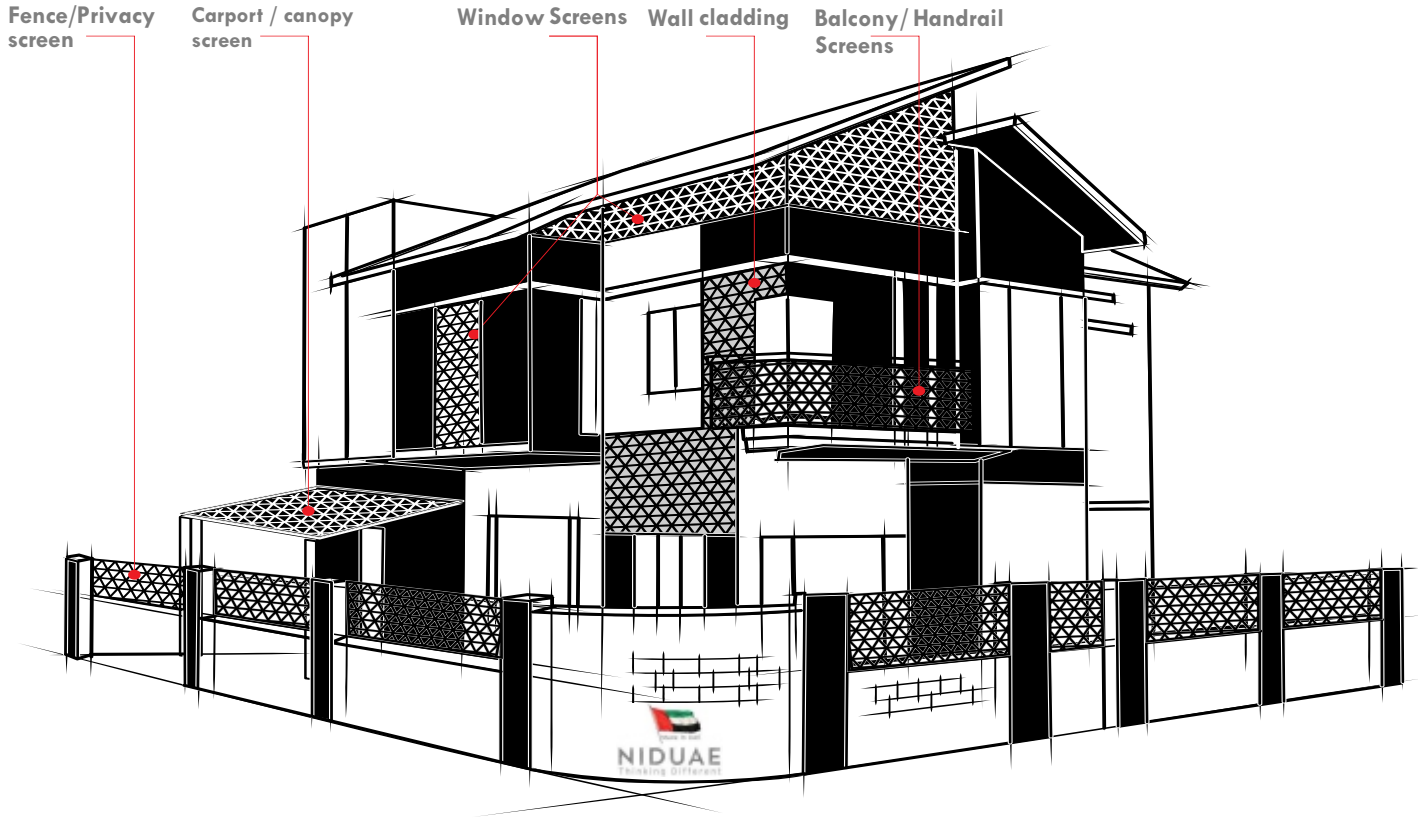 Fence/Privacy
screen
Carport / canopy
screen
Window Screens
Wall cladding
Balcony/Handrail
Screens
NIDUAE
Thinking Different